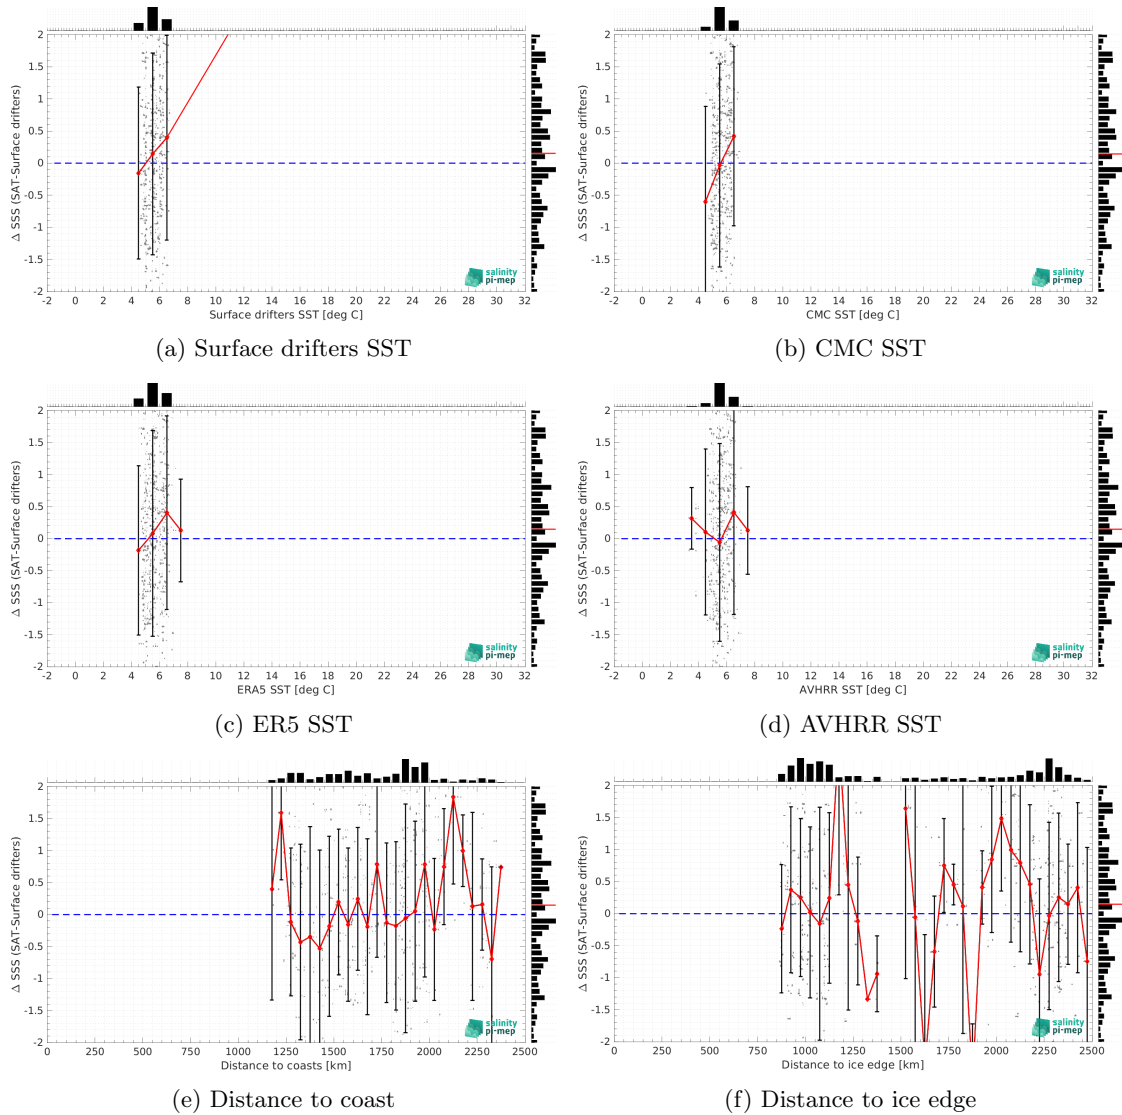 2
1.5
1
0.5
0
-0.5
-1
-1.5
-2
Δ SSS (SAT-Surface drifters)
-2 0 2 4 6 8 10 12 14 16 18 20 22 24 26 28 30 32
Surface drifters SST [deg C]
salinity
pi-mep
(a) Surface drifters SST
2
1.5
1
0.5
0
-0.5
-1
-1.5
-2
Δ SSS (SAT-Surface drifters)
-2 0 2 4 6 8 10 12 14 16 18 20 22 24 26 28 30 32
CMC SST [deg C]
salinity
pi-mep
(b) CMC SST
2
1.5
1
0.5
0
-0.5
-1
-1.5
-2
Δ SSS (SAT-Surface drifters)
-2 0 2 4 6 8 10 12 14 16 18 20 22 24 26 28 30 32
ERA5 SST [deg C]
salinity
pi-mep
(c) ER5 SST
2
1.5
1
0.5
0
-0.5
-1
-1.5
-2
Δ SSS (SAT-Surface drifters)
-2 0 2 4 6 8 10 12 14 16 18 20 22 24 26 28 30 32
AVHRR SST [deg C]
salinity
pi-mep
(d) AVHRR SST
2
1.5
1
0.5
0
-0.5
-1
-1.5
-2
Δ SSS (SAT-Surface drifters)
0 250 500 750 1000 1250 1500 1750 2000 2250 2500
Distance to coasts [km]
salinity
pi-mep
(e) Distance to coast
2
1.5
1
0.5
0
-0.5
-1
-1.5
-2
Δ SSS (SAT-Surface drifters)
0 250 500 750 1000 1250 1500 1750 2000 2250 2500
Distance to ice edge [km]
salinity
pi-mep
(f) Distance to ice edge